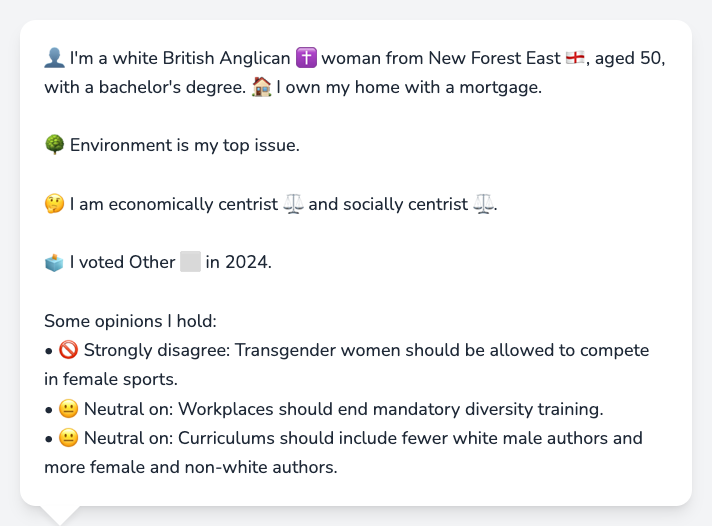 👤 I'm a white British Anglican ✝️ woman from New Forest East 🏴󠁧󠁢󠁥󠁮󠁧󠁿, aged 50,
with a bachelor's degree. 🏠 I own my home with a mortgage.
🌳 Environment is my top issue.
🤔 I am economically centrist ⚖️ and socially centrist ⚖️.
🗳️ I voted Other ⬜ in 2024.
Some opinions I hold:
• 🚫 Strongly disagree: Transgender women should be allowed to compete
in female sports.
• 😐 Neutral on: Workplaces should end mandatory diversity training.
• 😐 Neutral on: Curriculums should include fewer white male authors and
more female and non-white authors.